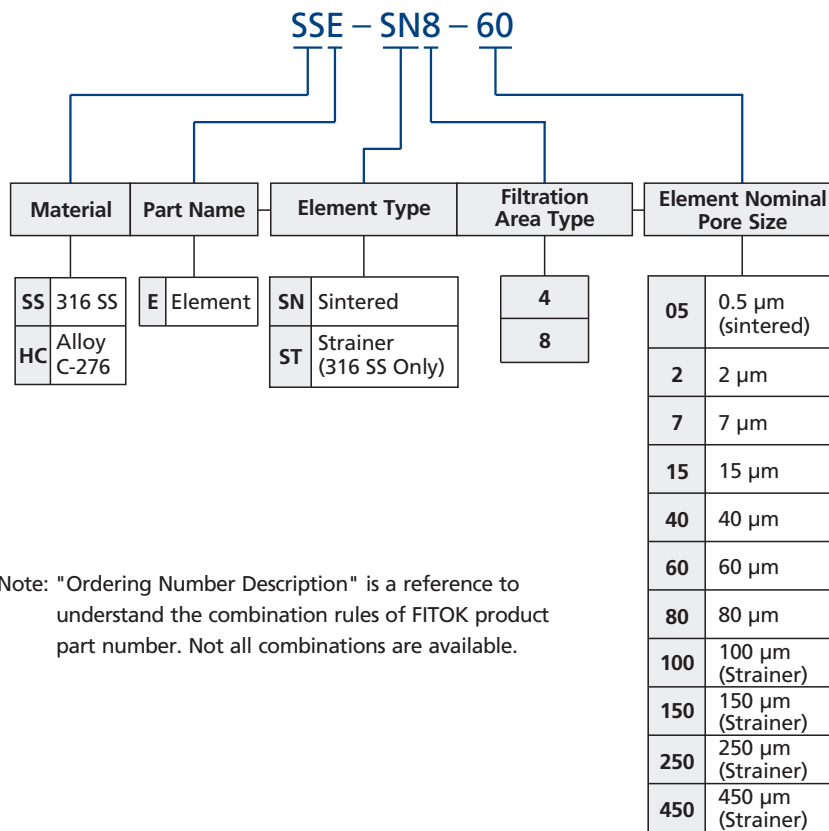 SSE – SN8 – 60
Material
Part Name
Element Type
Filtration
Area Type
Element Nominal
Pore Size
SS 316 SS
HC Alloy
C-276
E Element
SN Sintered
ST Strainer
(316 SS Only)
4
8
05 0.5 µm
(sintered)
2 2 µm
7 7 µm
15 15 µm
40 40 µm
60 60 µm
80 80 µm
100 100 µm
(Strainer)
150 150 µm
(Strainer)
250 250 µm
(Strainer)
450 450 µm
(Strainer)
Note: "Ordering Number Description" is a reference to
understand the combination rules of FITOK product
part number. Not all combinations are available.